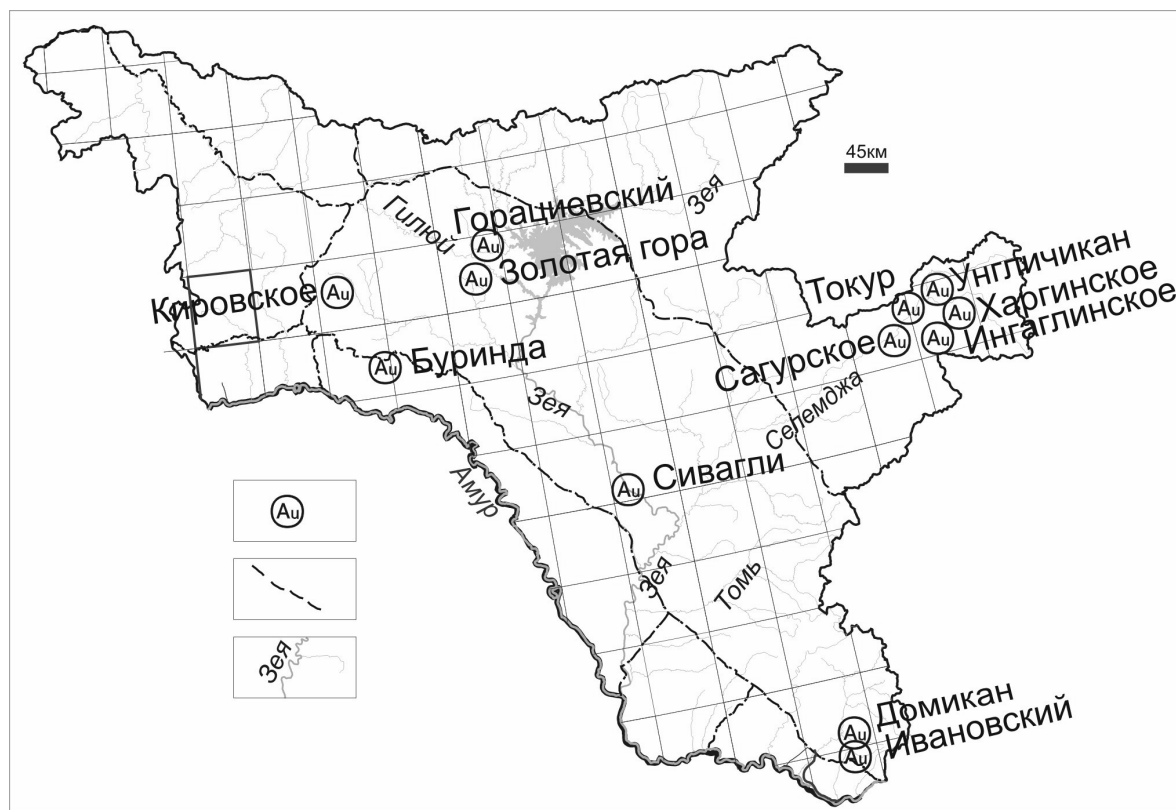 45км
Зея
Гилюй
Горациевский
Au
Золотая гора
Au
Кировское
Au
Унгличикан
Au
Токур
Au
Харгинское
Au
Ингаглинское
Au
Сагурское
Au
Буринда
Au
Зея
Селемджа
Сивагли
Au
Амур
Au
Зея
Томь
Зея
Домикан
Au
Ивановский
Au